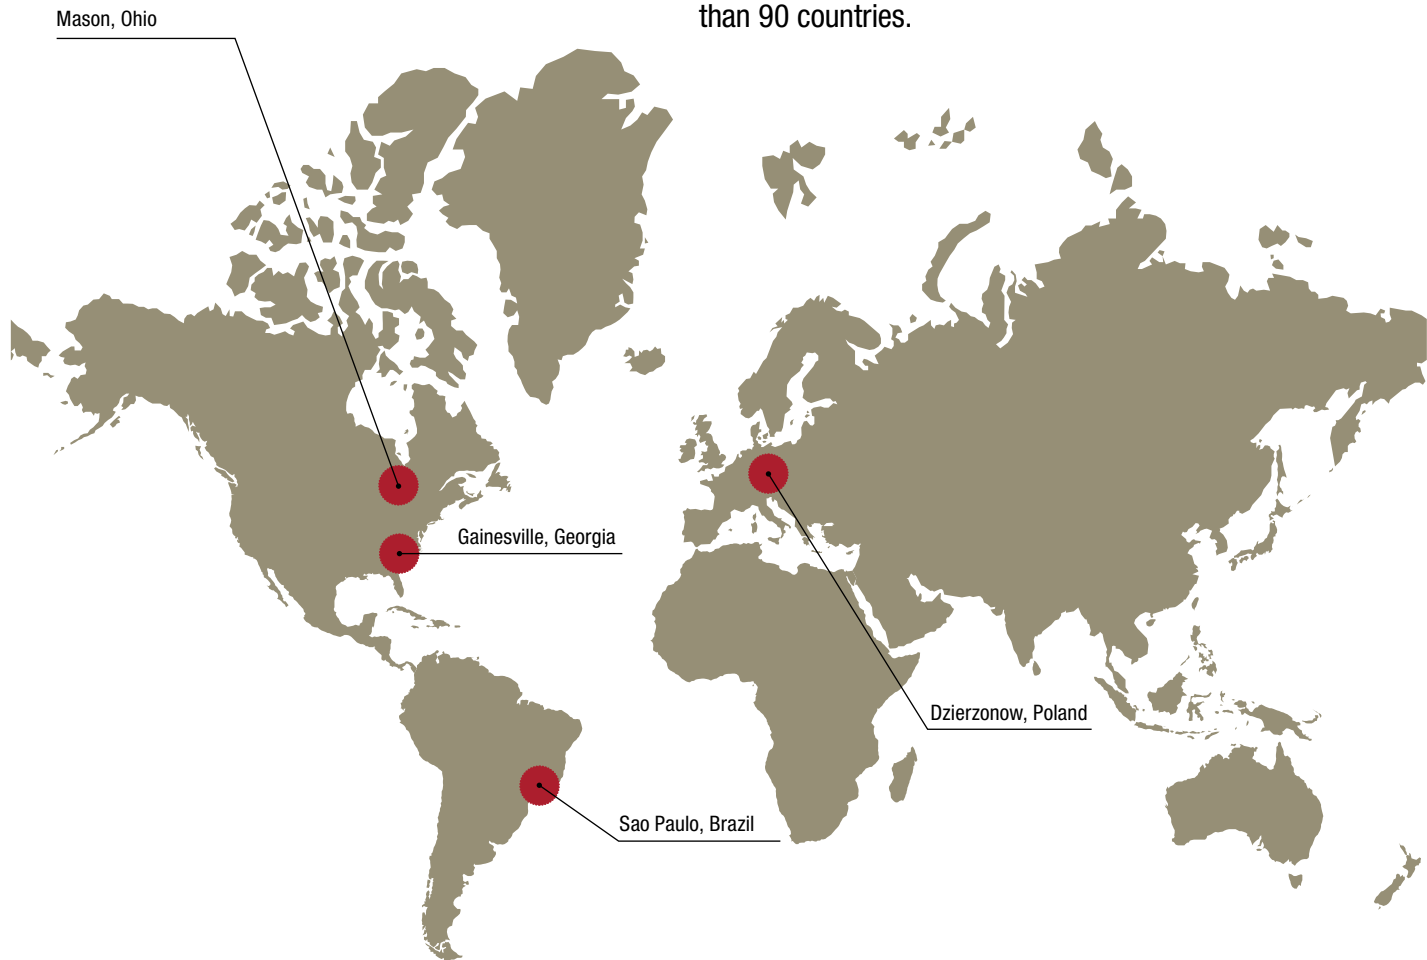 Mason, Ohio
than 90 countries.
Gainesville, Georgia
Dzierzonow, Poland
Sao Paulo, Brazil